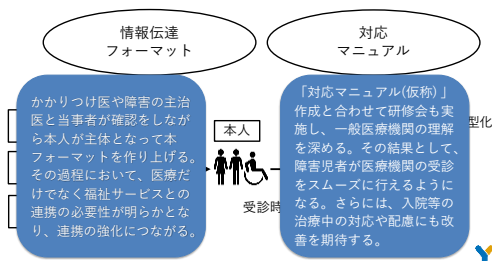 情報伝達
フォーマット
対応
マニュアル
かかりつけ医や障害の主治
医と当事者が確認をしなが
ら本人が主体となって本
フォーマットを作り上げる。
その過程において、医療だ
けでなく福祉サービスとの
連携の必要性が明らかとな
り、連携の強化につながる。
本人
受診時
「対応マニュアル(仮称)」
作成と合わせて研修会も実
施し、一般医療機関の理解
を深める。その結果として、
障害児者が医療機関の受診
をスムーズに行えるように
なる。さらには、入院等の
治療中の対応や配慮にも改
善を期待する。
型化